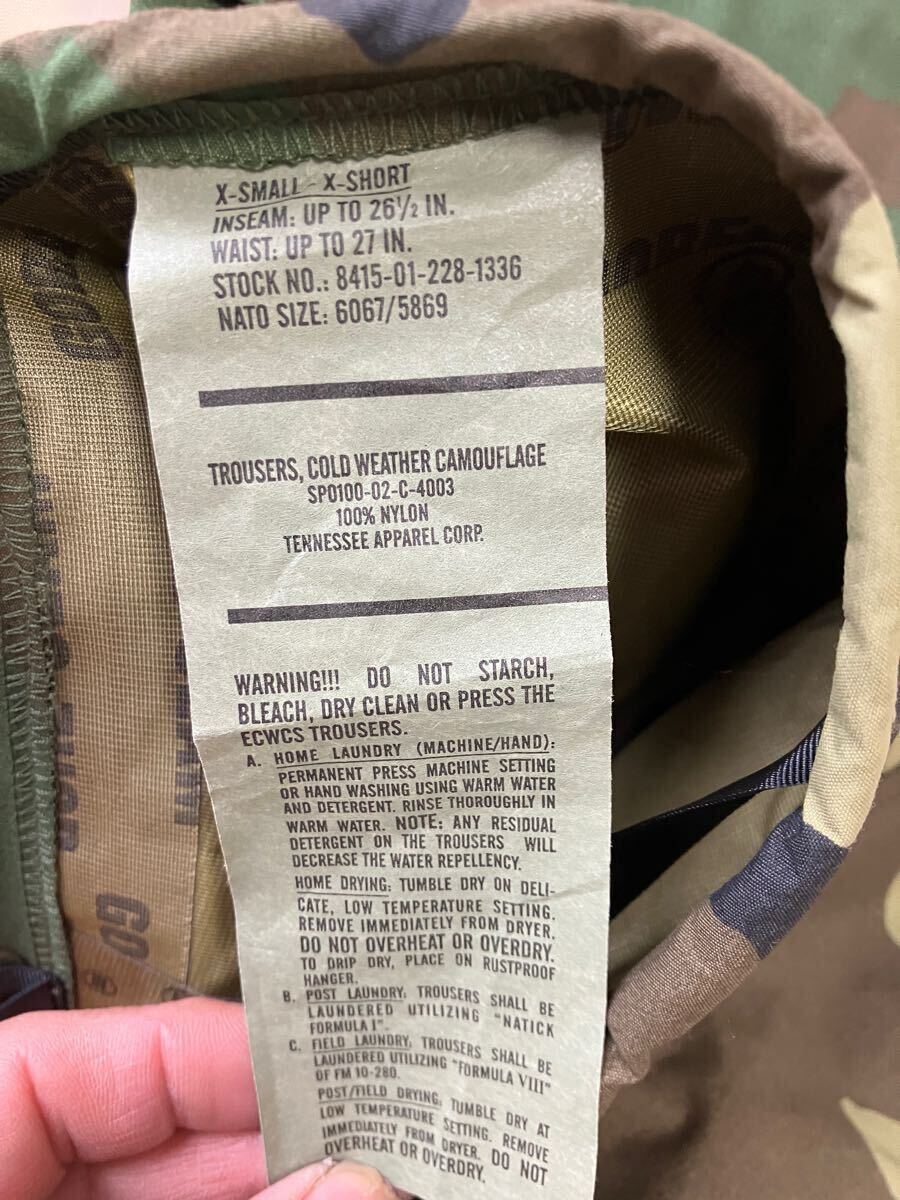 X-SMALL - X-SHORT
INSEAM: UP TO 26 1/2 IN.
WAIST: UP TO 27 IN.
STOCK NO.: 8415-01-228-1336
NATO SIZE: 6067/5869
TROUSERS, COLD WEATHER CAMOUFLAGE
SPO100-02-C-4003
100% NYLON
TENNESSEE APPAREL CORP.
WARNING!!! DO NOT STARCH,
BLEACH, DRY CLEAN OR PRESS THE
ECWCS TROUSERS.
A. HOME LAUNDRY (MACHINE/HAND):
PERMANENT PRESS MACHINE SETTING
OR HAND WASHING USING WARM WATER
AND DETERGENT. RINSE THOROUGHLY IN
WARM WATER. NOTE: ANY RESIDUAL
DETERGENT ON THE TROUSERS WILL
DECREASE THE WATER REPELLENCY.
HOME DRYING: TUMBLE DRY ON DELI-
CATE, LOW TEMPERATURE SETTING.
REMOVE IMMEDIATELY FROM DRYER.
DO NOT OVERHEAT OR OVERDRY.
TO DRIP DRY, PLACE ON RUSTPROOF
HANGER.
B. POST LAUNDRY: TROUSERS SHALL BE
LAUNDERED UTILIZING "NATICK
FORMULA I".
C. FIELD LAUNDRY: TROUSERS SHALL BE
LAUNDERED UTILIZING "FORMULA VIII"
OF FM 10-280.
POST/FIELD DRYING: TUMBLE DRY AT
LOW TEMPERATURE SETTING. REMOVE
IMMEDIATELY FROM DRYER. DO NOT
OVERHEAT OR OVERDRY.